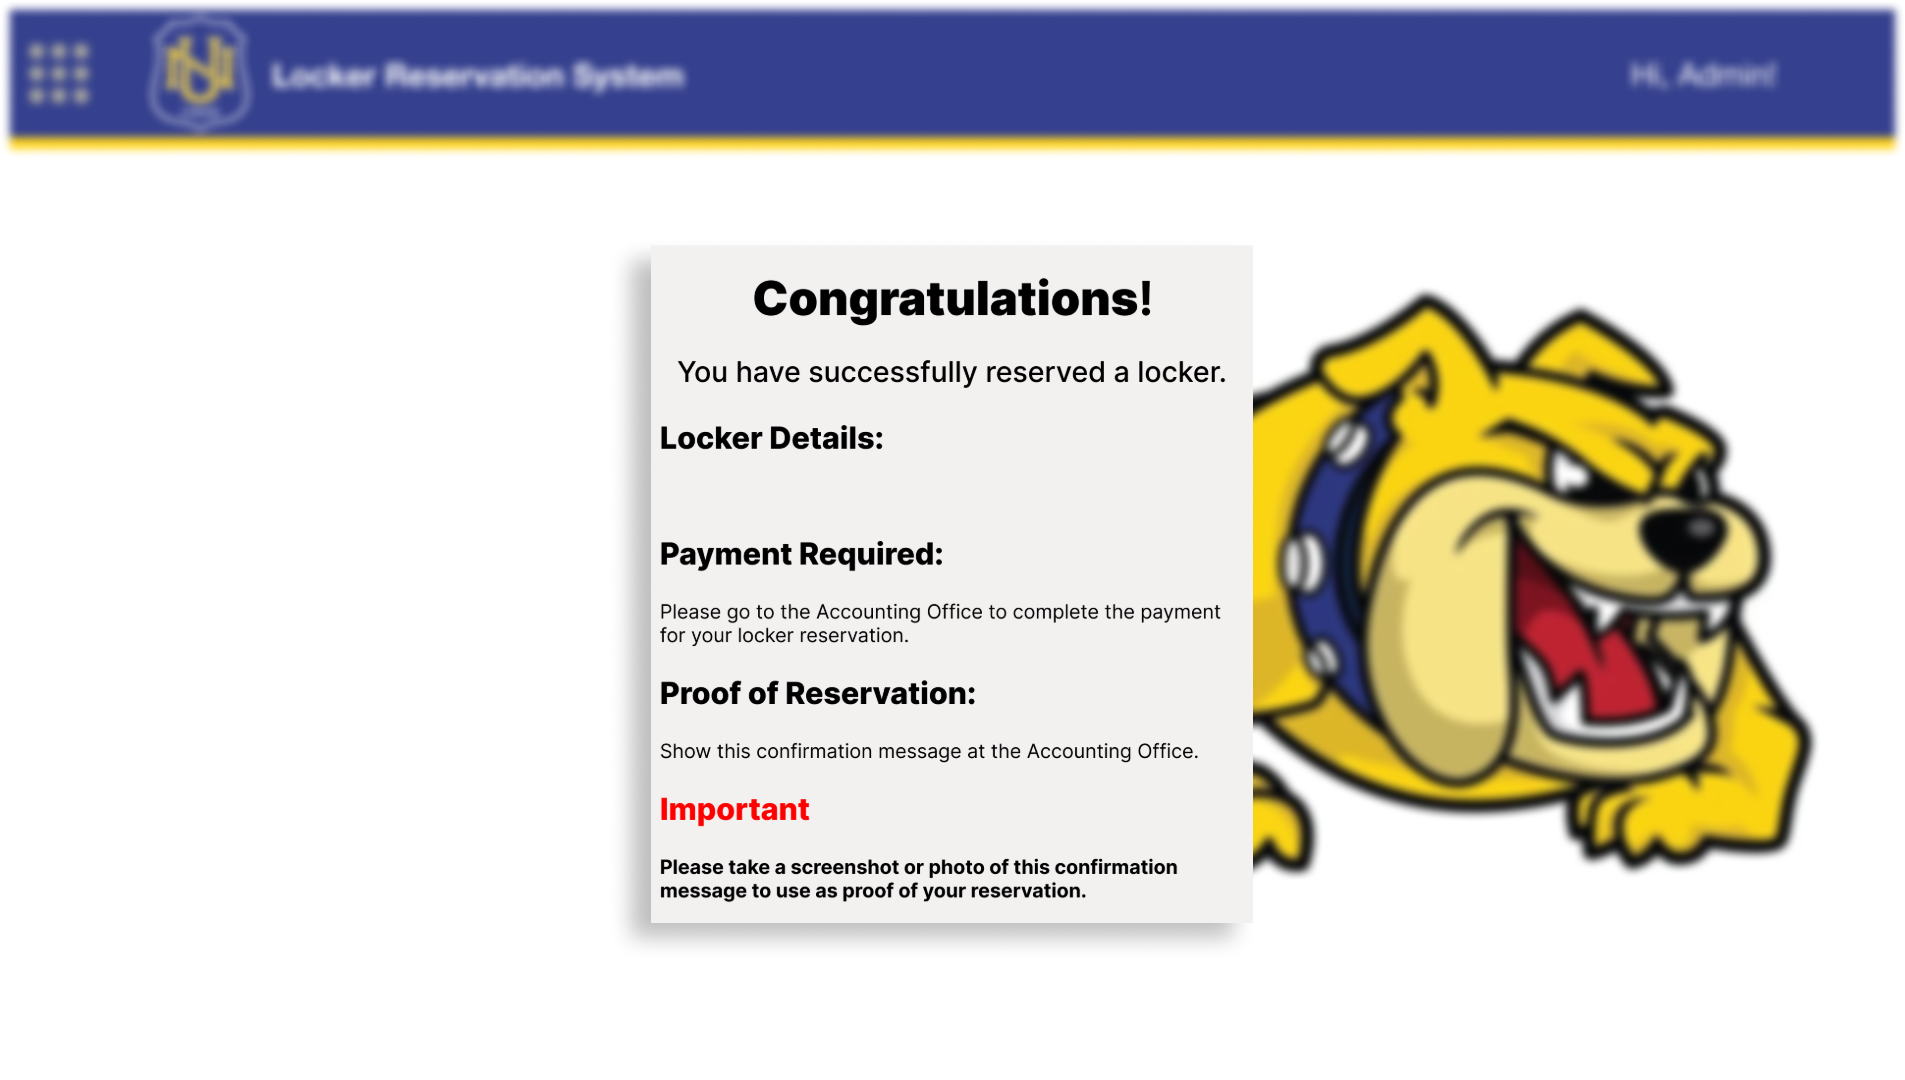 Locker Reservation System
Hi, Admin!
Congratulations!
You have successfully reserved a locker.
Locker Details:
Payment Required:
Please go to the Accounting Office to complete the payment
for your locker reservation.
Proof of Reservation:
Show this confirmation message at the Accounting Office.
Important
Please take a screenshot or photo of this confirmation
message to use as proof of your reservation.